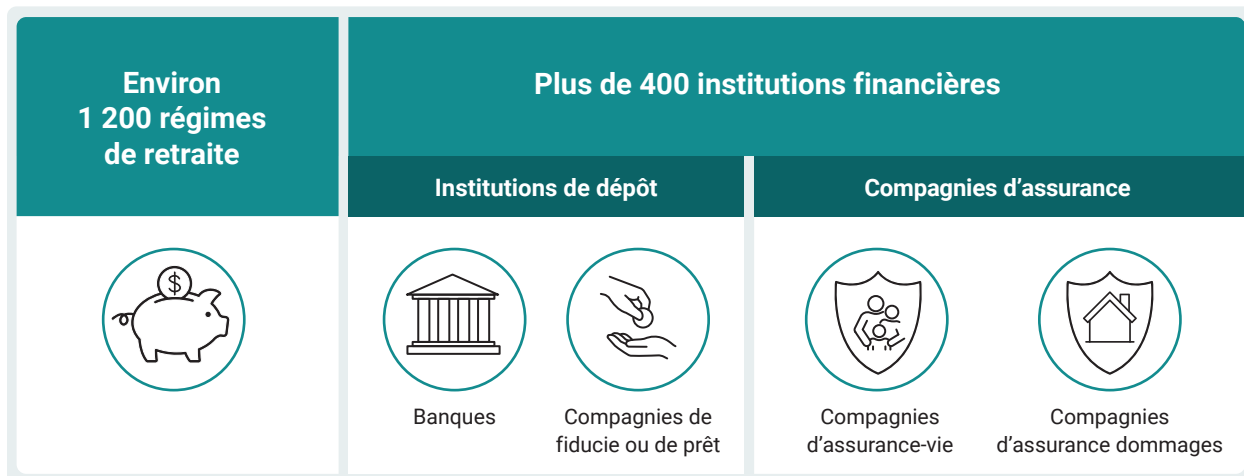 Environ
1 200 régimes
de retraite
Plus de 400 institutions financières
Institutions de dépôt
Compagnies d’assurance
$
Banques
Compagnies de
fiducie ou de prêt
Compagnies
d’assurance-vie
Compagnies
d’assurance dommages